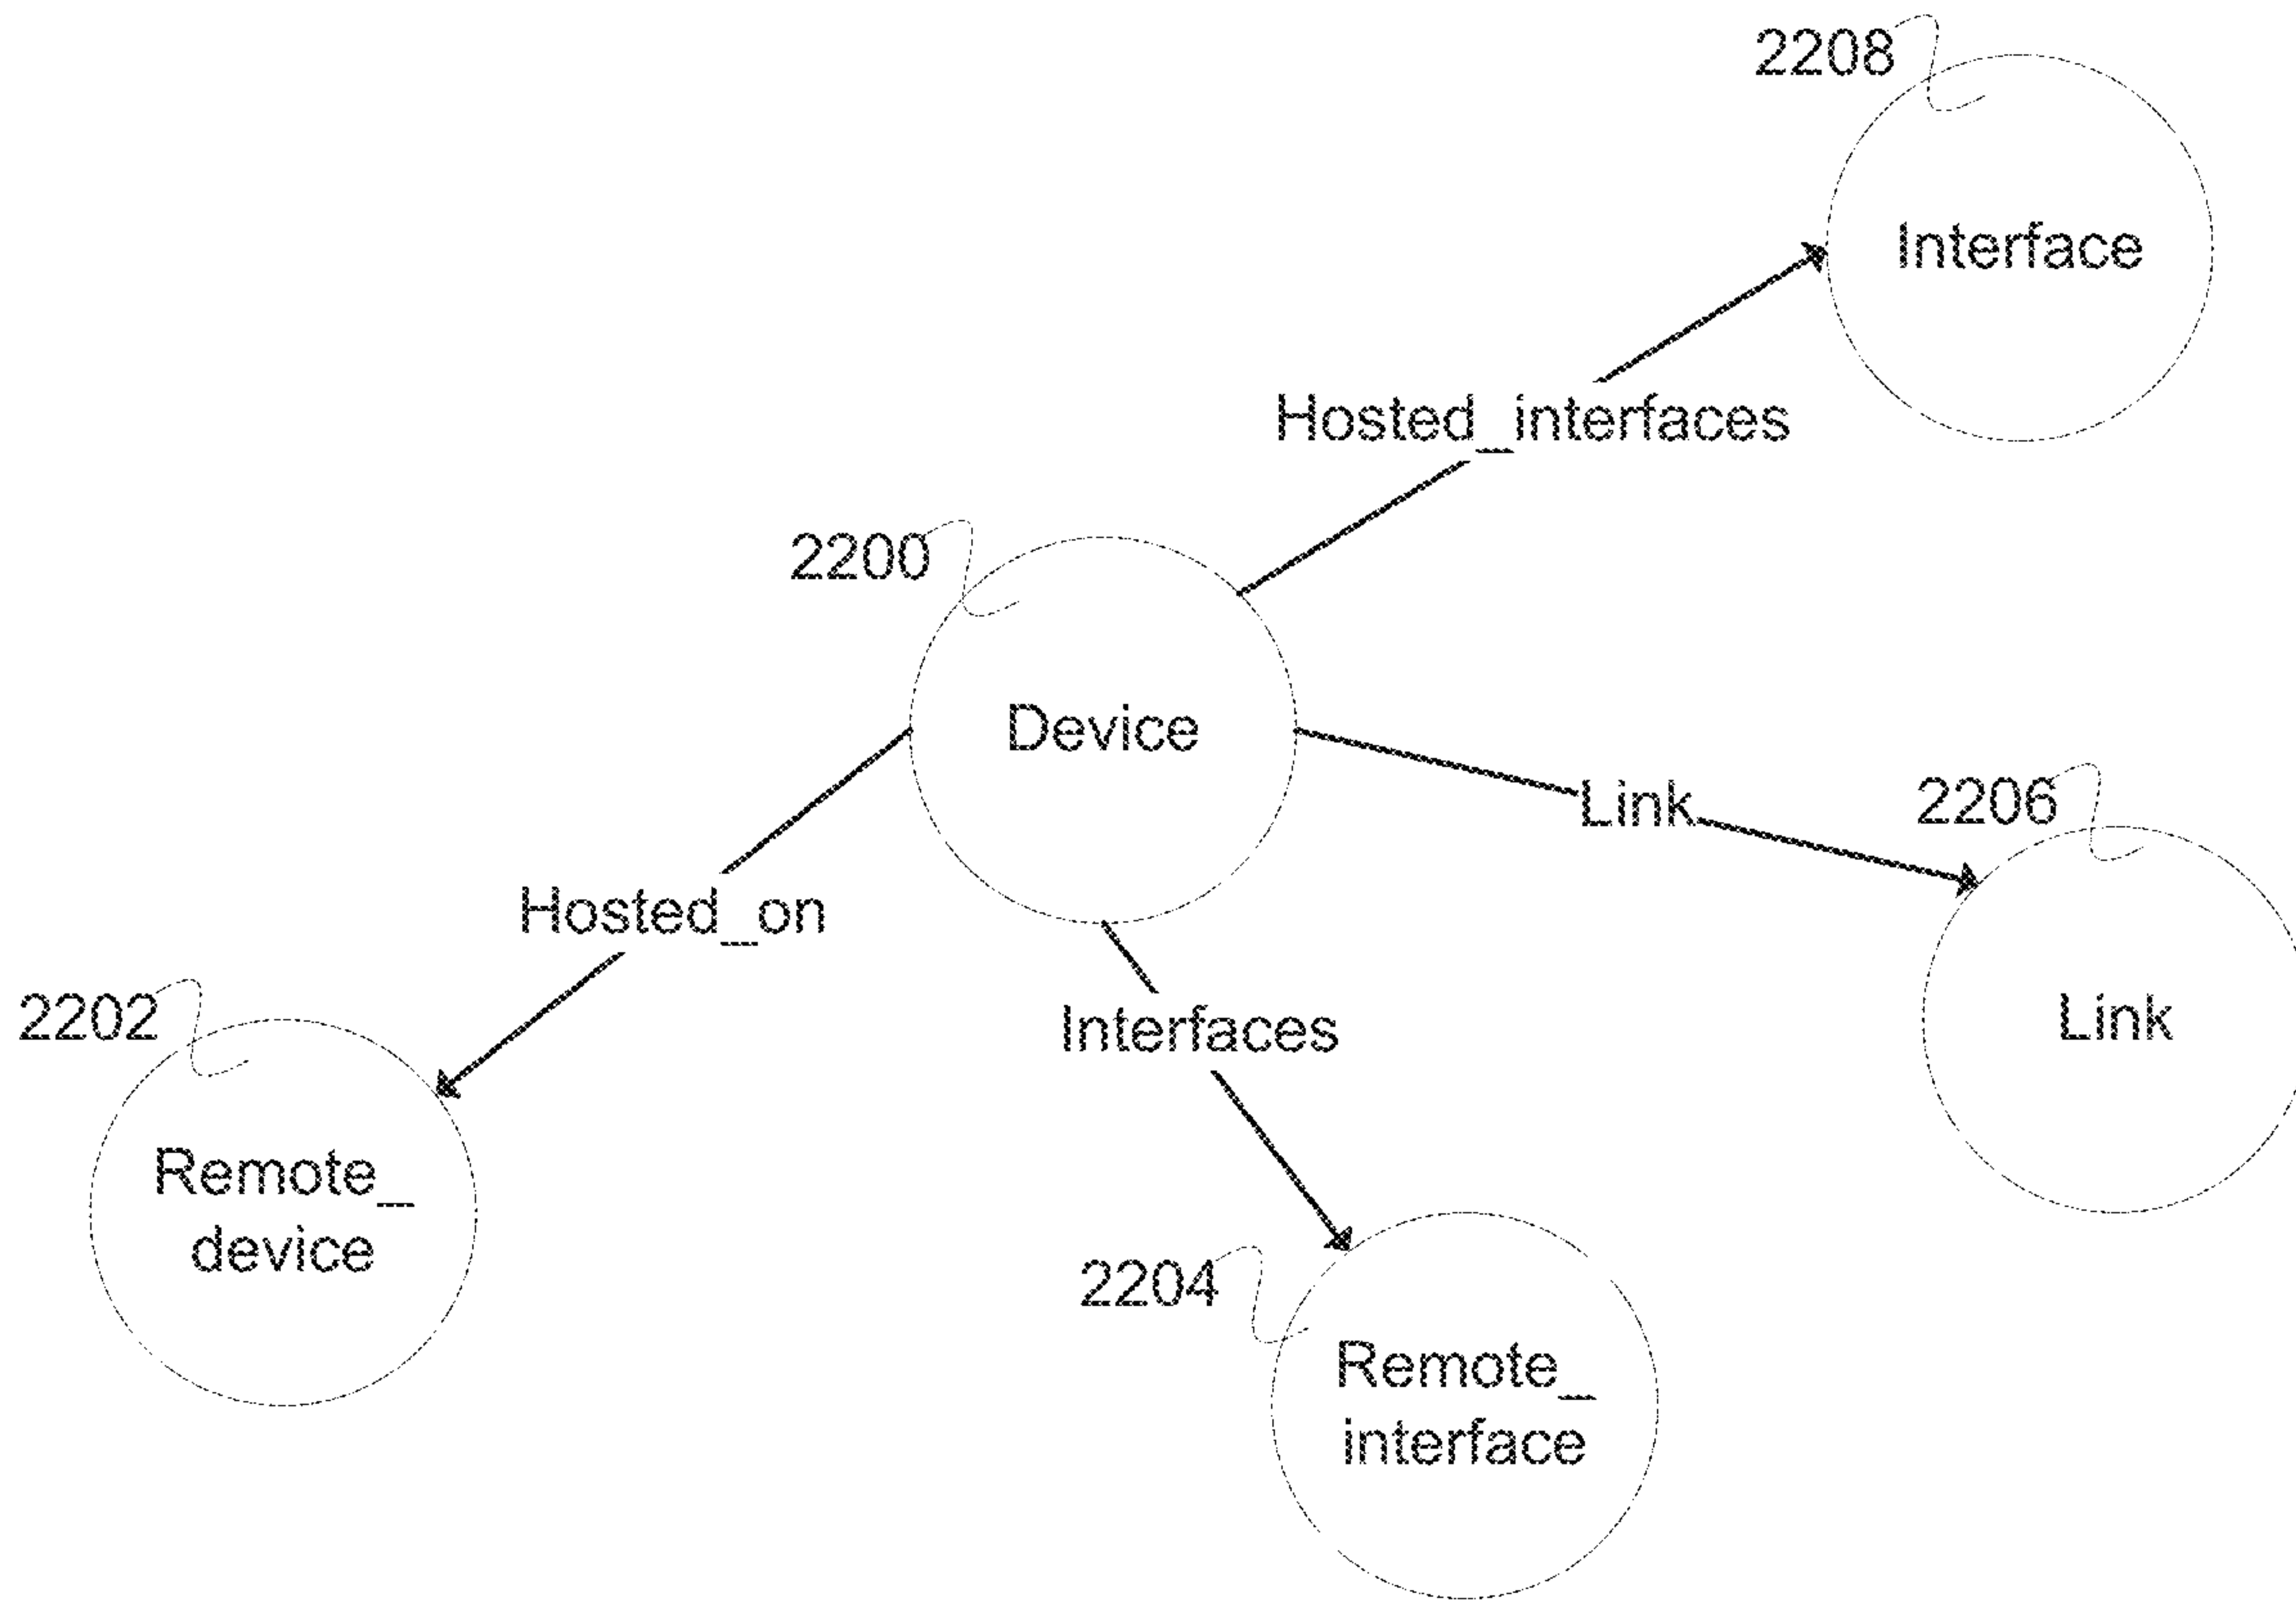 2208
Interface
Hosted_interfaces
2200
Device
Link
2206
Hosted_on
2202
Interfaces
Link
Remote_
device
2204
Remote_
interface